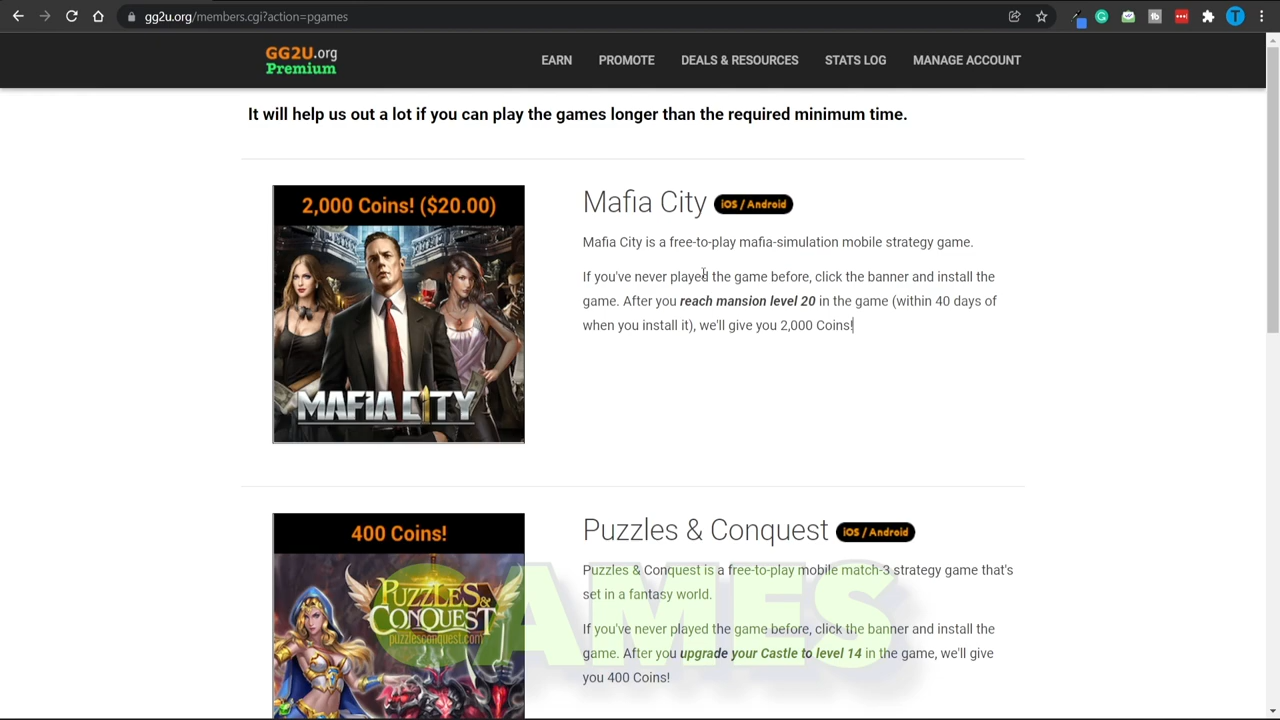 gg2u.org/members.cgi?action=pgames
GG2U.org
Premium
EARN
PROMOTE
DEALS & RESOURCES
STATS LOG
MANAGE ACCOUNT
It will help us out a lot if you can play the games longer than the required minimum time.
2,000 Coins! ($20.00)
MAFIA CITY
Mafia City iOS / Android
Mafia City is a free-to-play mafia-simulation mobile strategy game.
If you've never played the game before, click the banner and install the
game. After you reach mansion level 20 in the game (within 40 days of
when you install it), we'll give you 2,000 Coins!
400 Coins!
PUZZLES &
CONQUEST
puzzlesconquest.com
Puzzles & Conquest iOS / Android
Puzzles & Conquest is a free-to-play mobile match-3 strategy game that's
set in a fantasy world.
If you've never played the game before, click the banner and install the
game. After you upgrade your Castle to level 14 in the game, we'll give
you 400 Coins!
GAMES